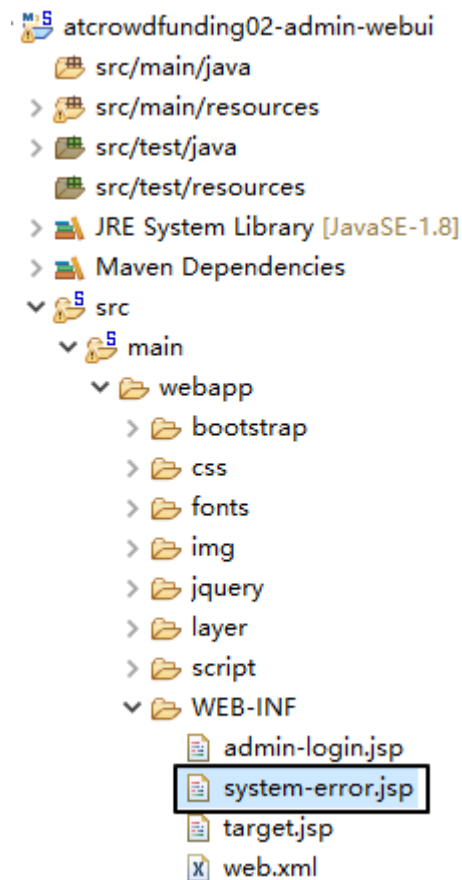 atcrowdfunding02-admin-webui
src/main/java
src/main/resources
src/test/java
src/test/resources
JRE System Library [JavaSE-1.8]
Maven Dependencies
src
main
webapp
bootstrap
css
fonts
img
jquery
layer
script
WEB-INF
admin-login.jsp
system-error.jsp
target.jsp
web.xml